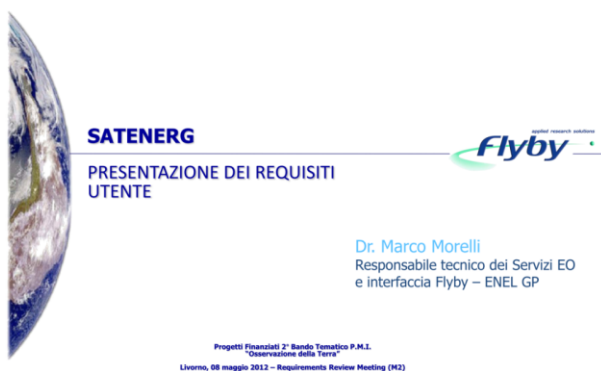 SATENERG
applied research solutions
Flyby
PRESENTAZIONE DEI REQUISITI
UTENTE
Dr. Marco Morelli
Responsabile tecnico dei Servizi EO
e interfaccia Flyby – ENEL GP
Progetti Finanziati 2° Bando Tematico P.M.I.
"Osservazione della Terra"
Livorno, 08 maggio 2012 – Requirements Review Meeting (M2)